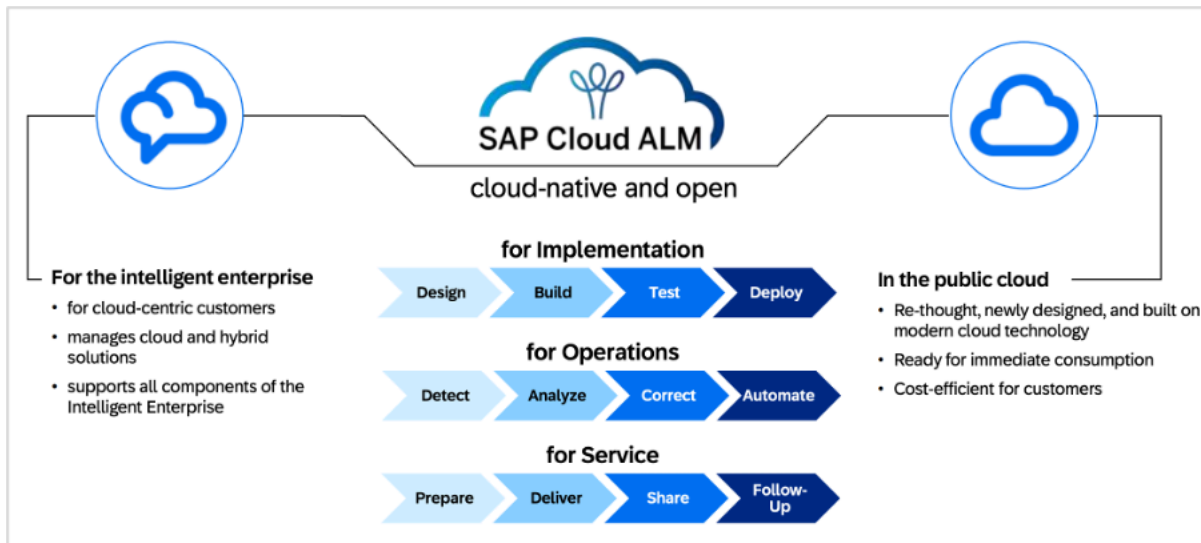 SAP Cloud ALM
cloud-native and open
For the intelligent enterprise
• for cloud-centric customers
• manages cloud and hybrid
solutions
• supports all components of the
Intelligent Enterprise
for Implementation
Design
Build
Test
Deploy
for Operations
Detect
Analyze
Correct
Automate
for Service
Prepare
Deliver
Share
Follow-
Up
In the public cloud
• Re-thought, newly designed, and built on
modern cloud technology
• Ready for immediate consumption
• Cost-efficient for customers